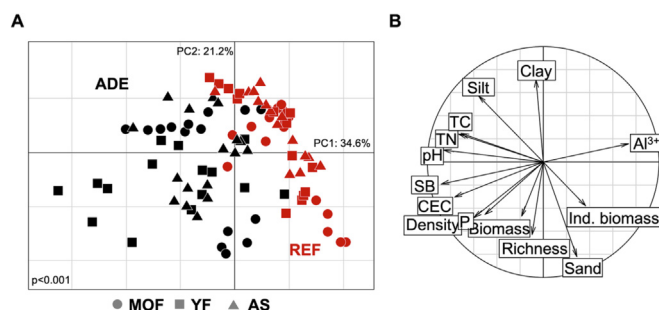 A
PC2: 21.2%
ADE
PC1: 34.6%
REF
p<0.001
MOF YF AS
B
Clay
Silt
TC
TN
Al3+
pH
SB
CEC
Ind. biomass
Density P Biomass
Richness
Sand